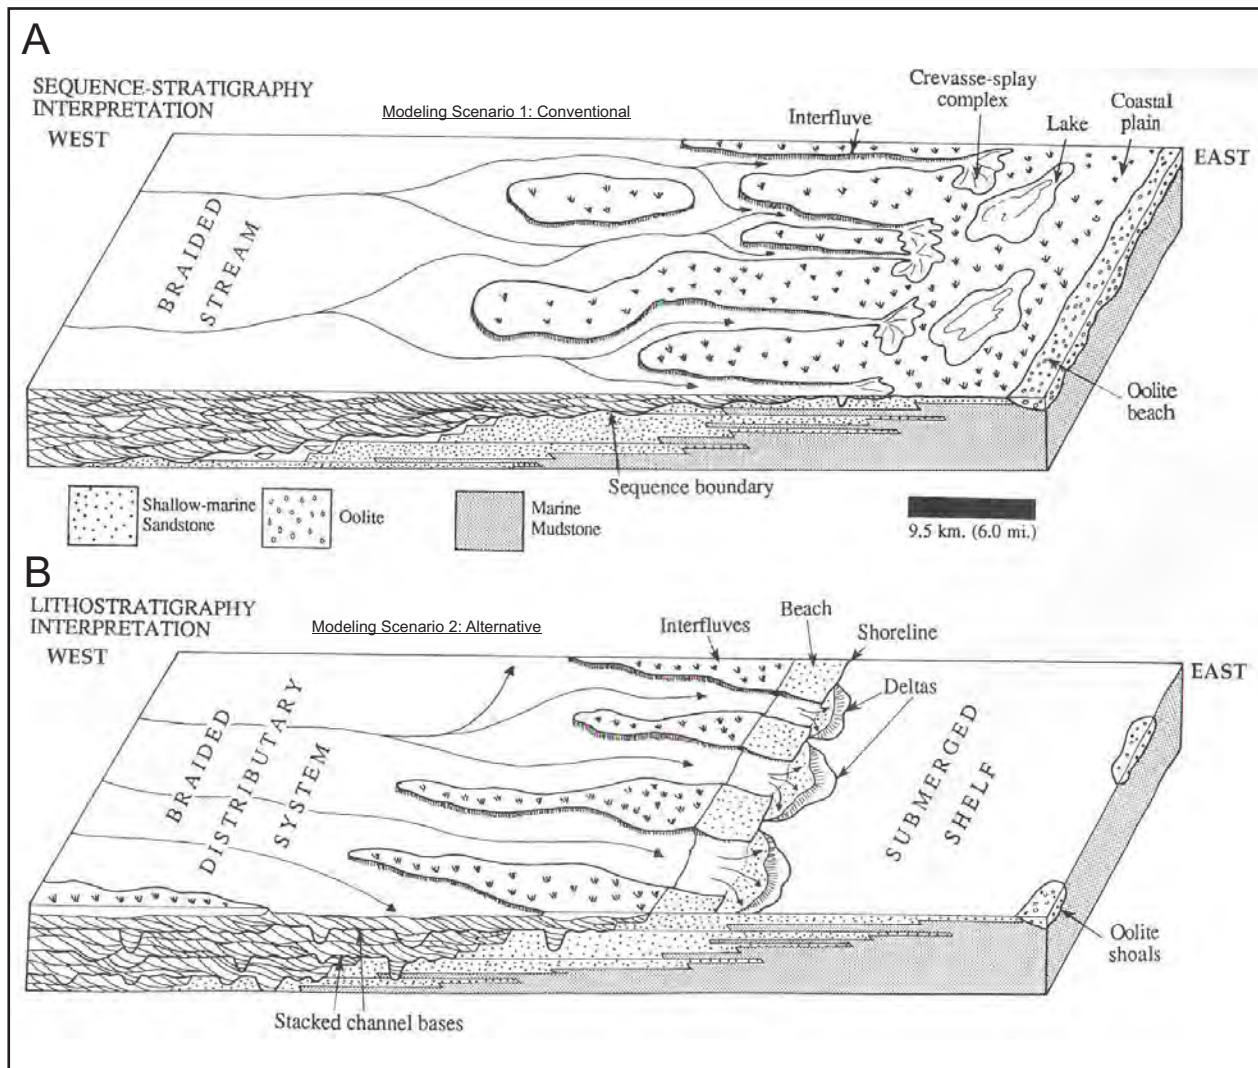 A
SEQUENCE-STRATIGRAPHY
INTERPRETATION
WEST
Modeling Scenario 1: Conventional
Interfluve
Crevasse-splay
complex
Lake
Coastal
plain
EAST
BRAIDED
STREAM
Oolite
beach
Sequence boundary
Shallow-marine
Sandstone
Oolite
Marine
Mudstone
9.5 km. (6.0 mi.)
B
LITHOSTRATIGRAPHY
INTERPRETATION
WEST
Modeling Scenario 2: Alternative
Interfluves
Beach
Shoreline
Deltas
EAST
BRAIDED
DISTRIBUTARY
SYSTEM
SUBMERGED
SHELF
Oolite
shoals
Stacked channel bases